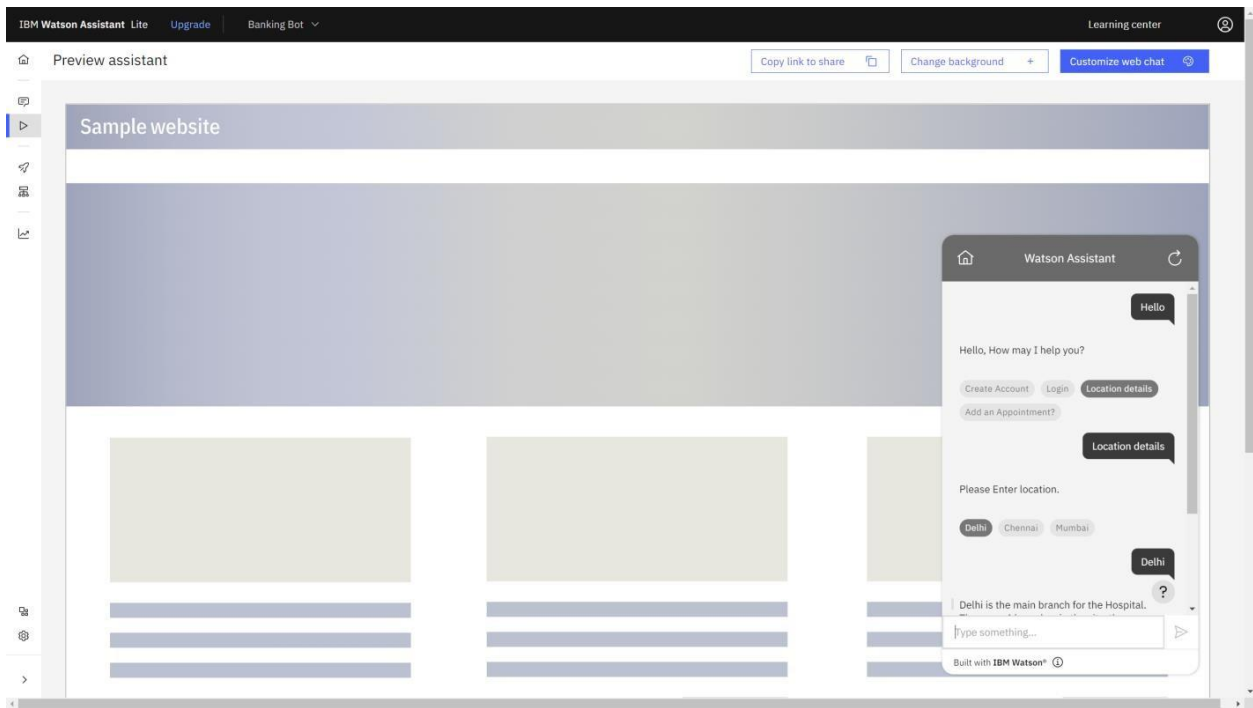 IBM Watson Assistant Lite Upgrade Banking Bot Learning center
Preview assistant Copy link to share Change background + Customize web chat
Sample website
Watson Assistant
Hello
Hello, How may I help you?
Create Account Login Location details
Add an Appointment?
Location details
Please Enter location.
Delhi Chennai Mumbai
Delhi
?
Delhi is the main branch for the Hospital.
Type something...
Built with IBM Watson®